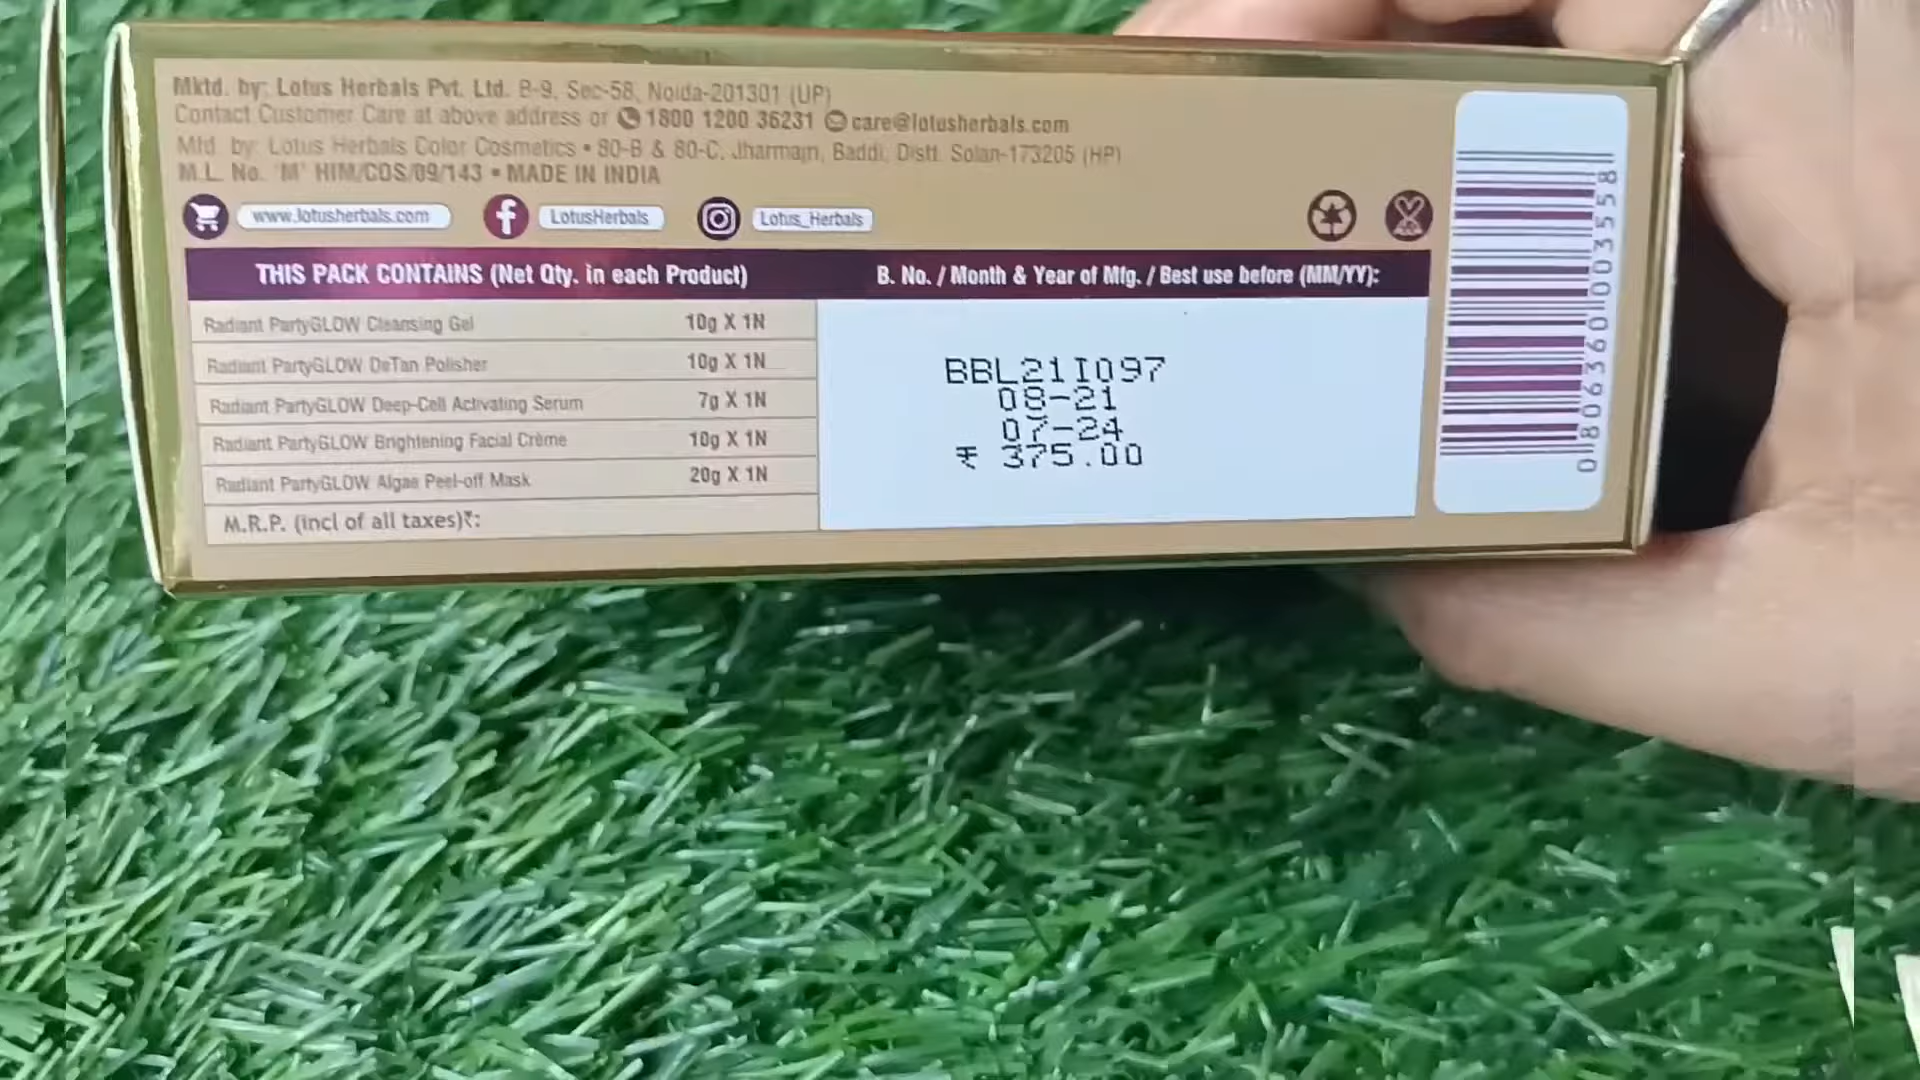 Mktd. by: Lotus Herbals Pvt. Ltd. B-9, Sec-58, Noida-201301 (UP)
Contact Customer Care at above address or 1800 1200 36231 care@lotusherbals.com
Mfd. by: Lotus Herbals Color Cosmetics • 80-B & 80-C, Jharmajri, Baddi, Distt. Solan-173205 (HP)
M.L. No. 'M' HIM/COS/09/143 • MADE IN INDIA
www.lotusherbals.com LotusHerbals Lotus_Herbals
THIS PACK CONTAINS (Net Qty. in each Product)
Radiant PartyGLOW Cleansing Gel 10g X 1N
Radiant PartyGLOW DeTan Polisher 10g X 1N
Radiant PartyGLOW Deep-Cell Activating Serum 7g X 1N
Radiant PartyGLOW Brightening Facial Crème 10g X 1N
Radiant PartyGLOW Algae Peel-off Mask 20g X 1N
M.R.P. (incl of all taxes)₹:
B. No. / Month & Year of Mfg. / Best use before (MM/YY):
BBL21I097
08-21
07-24
₹ 375.00
0806360003558